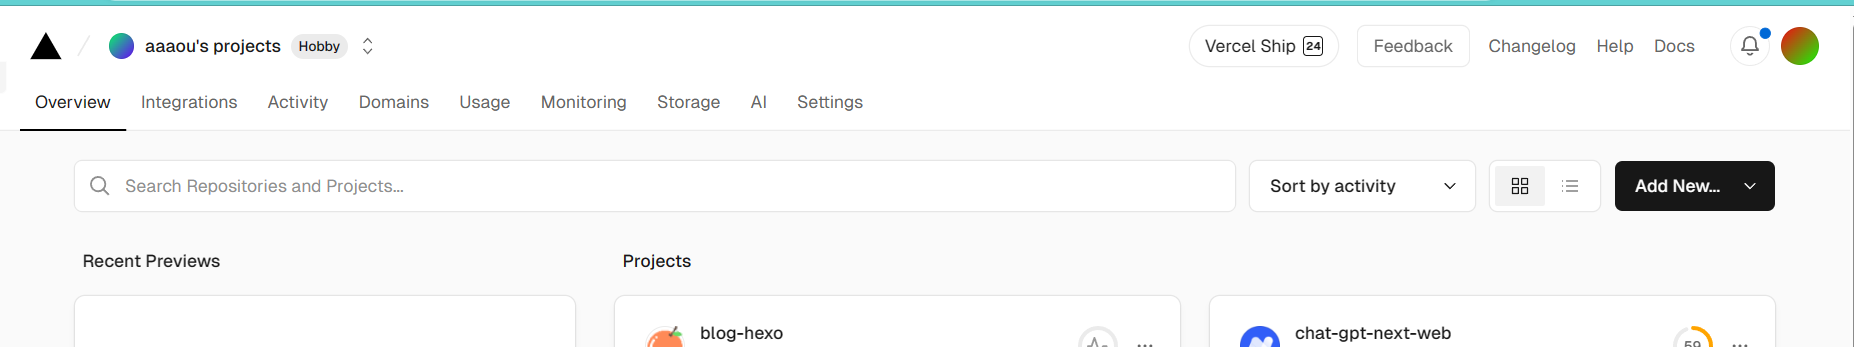 aaaou's projects Hobby
Vercel Ship 24 Feedback Changelog Help Docs
Overview Integrations Activity Domains Usage Monitoring Storage AI Settings
Search Repositories and Projects... Sort by activity Add New...
Recent Previews Projects
blog-hexo chat-gpt-next-web
59